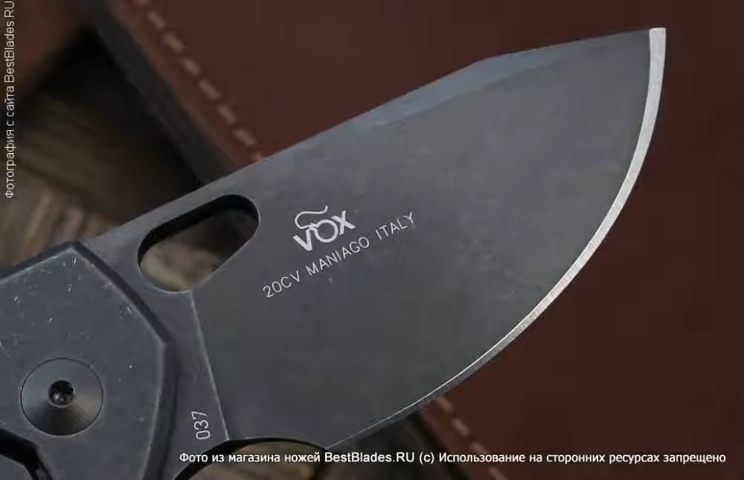 Фотография с сайта BestBlades.RU
VOX
20CV MANIAGO ITALY
037
Фото из магазина ножей BestBlades.RU (c) Использование на сторонних ресурсах запрещено